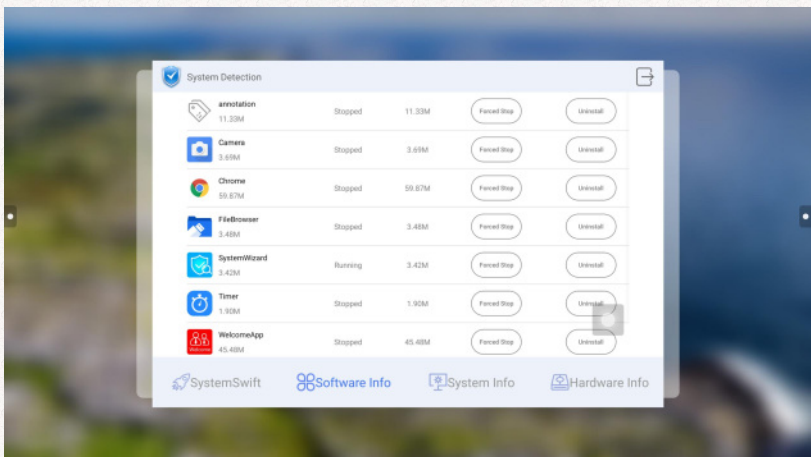 System Detection
annotation
11.33M
Stopped
11.33M
Forced Stop
Uninstall
Camera
3.69M
Stopped
3.69M
Forced Stop
Uninstall
Chrome
59.87M
Stopped
59.87M
Forced Stop
Uninstall
FileBrowser
3.48M
Stopped
3.48M
Forced Stop
Uninstall
SystemWizard
3.42M
Running
3.42M
Forced Stop
Uninstall
Timer
1.90M
Stopped
1.90M
Forced Stop
Uninstall
Welcome
WelcomeApp
45.48M
Stopped
45.48M
Forced Stop
Uninstall
SystemSwift
Software Info
System Info
Hardware Info